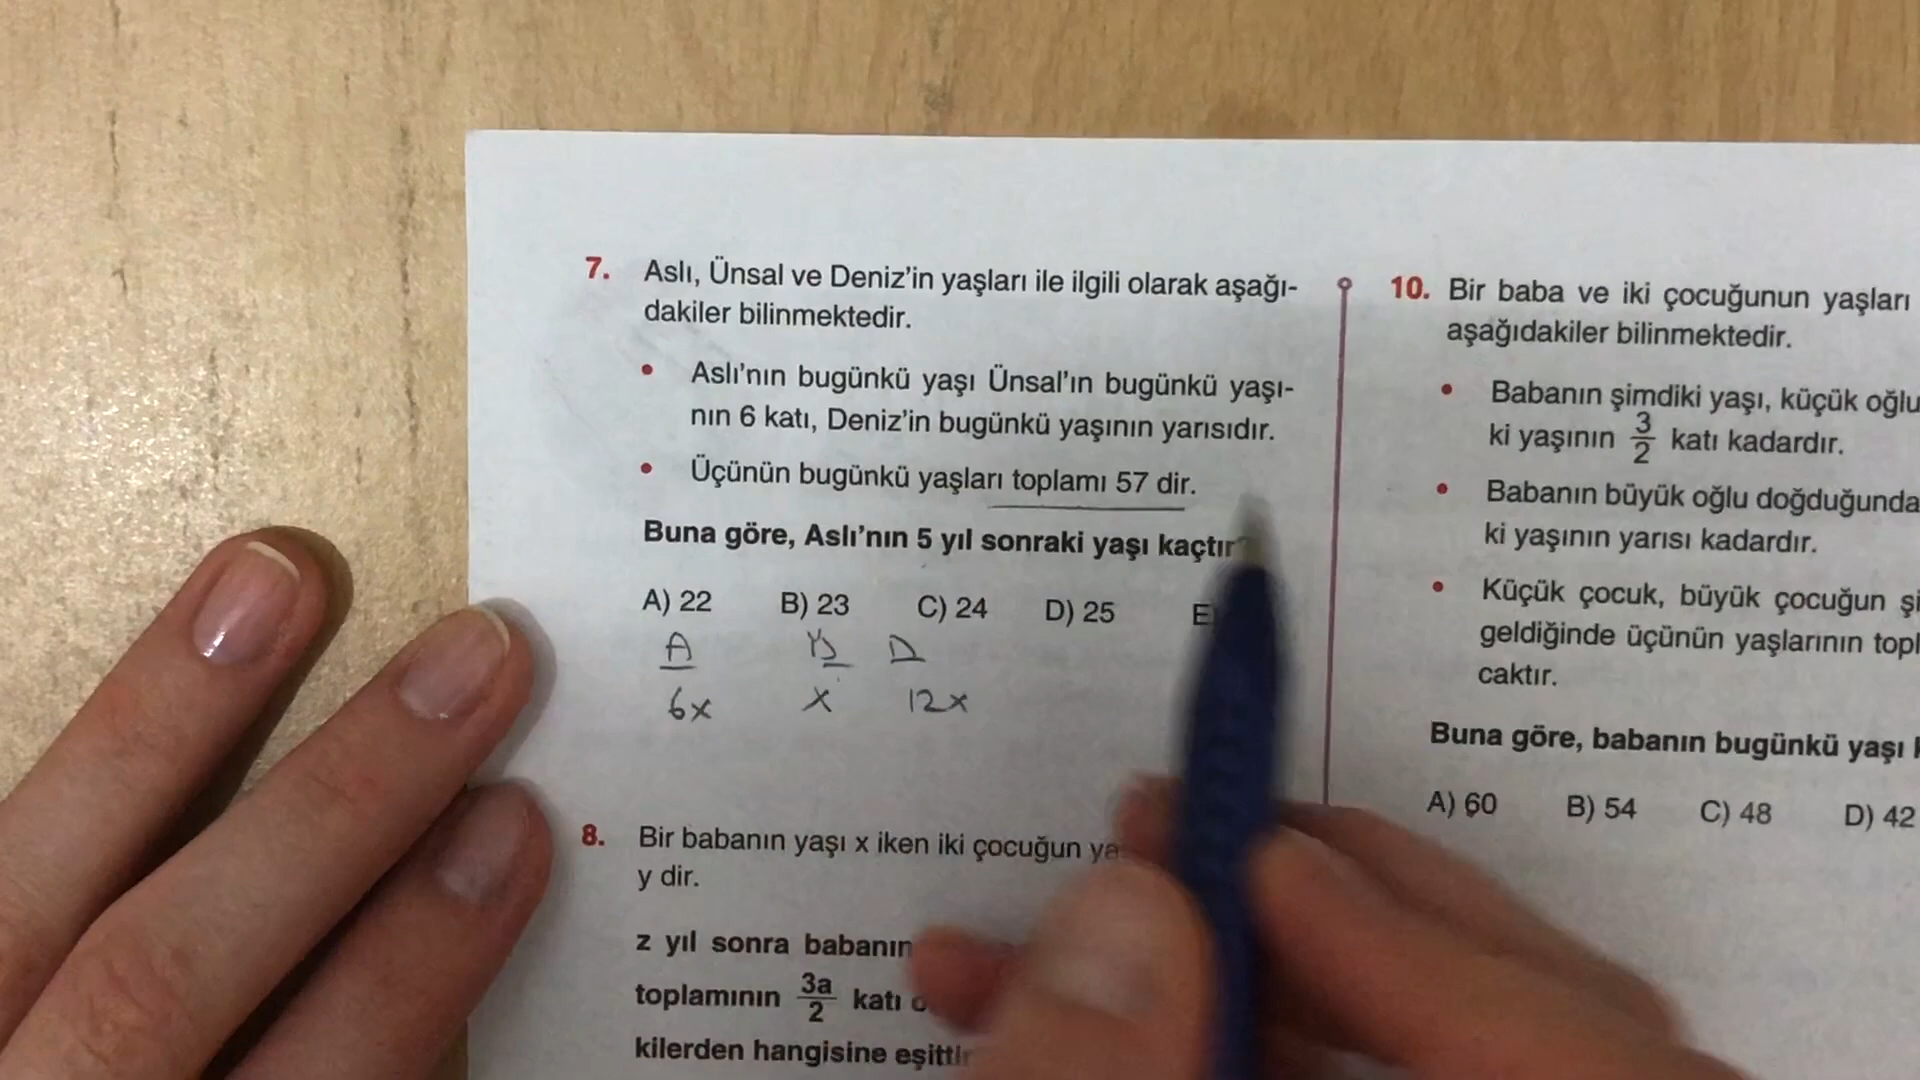 7. Aslı, Ünsal ve Deniz'in yaşları ile ilgili olarak aşağı-
dakiler bilinmektedir.
• Aslı'nın bugünkü yaşı Ünsal'ın bugünkü yaşı-
nın 6 katı, Deniz'in bugünkü yaşının yarısıdır.
• Üçünün bugünkü yaşları toplamı 57 dir.
Buna göre, Aslı'nın 5 yıl sonraki yaşı kaçtır
A) 22 B) 23 C) 24 D) 25 E)
A D
6x x 12x
8. Bir babanın yaşı x iken iki çocuğun
y dir.
z yıl sonra babanın
toplamının 3a/2 katı
kilerden hangisine eşittir
10. Bir baba ve iki çocuğunun yaşları
aşağıdakiler bilinmektedir.
• Babanın şimdiki yaşı, küçük oğlu
ki yaşının 3/2 katı kadardır.
• Babanın büyük oğlu doğduğunda
ki yaşının yarısı kadardır.
• Küçük çocuk, büyük çocuğun
geldiğinde üçünün yaşlarının
caktır.
Buna göre, babanın bugünkü yaşı
A) 60 B) 54 C) 48 D) 42